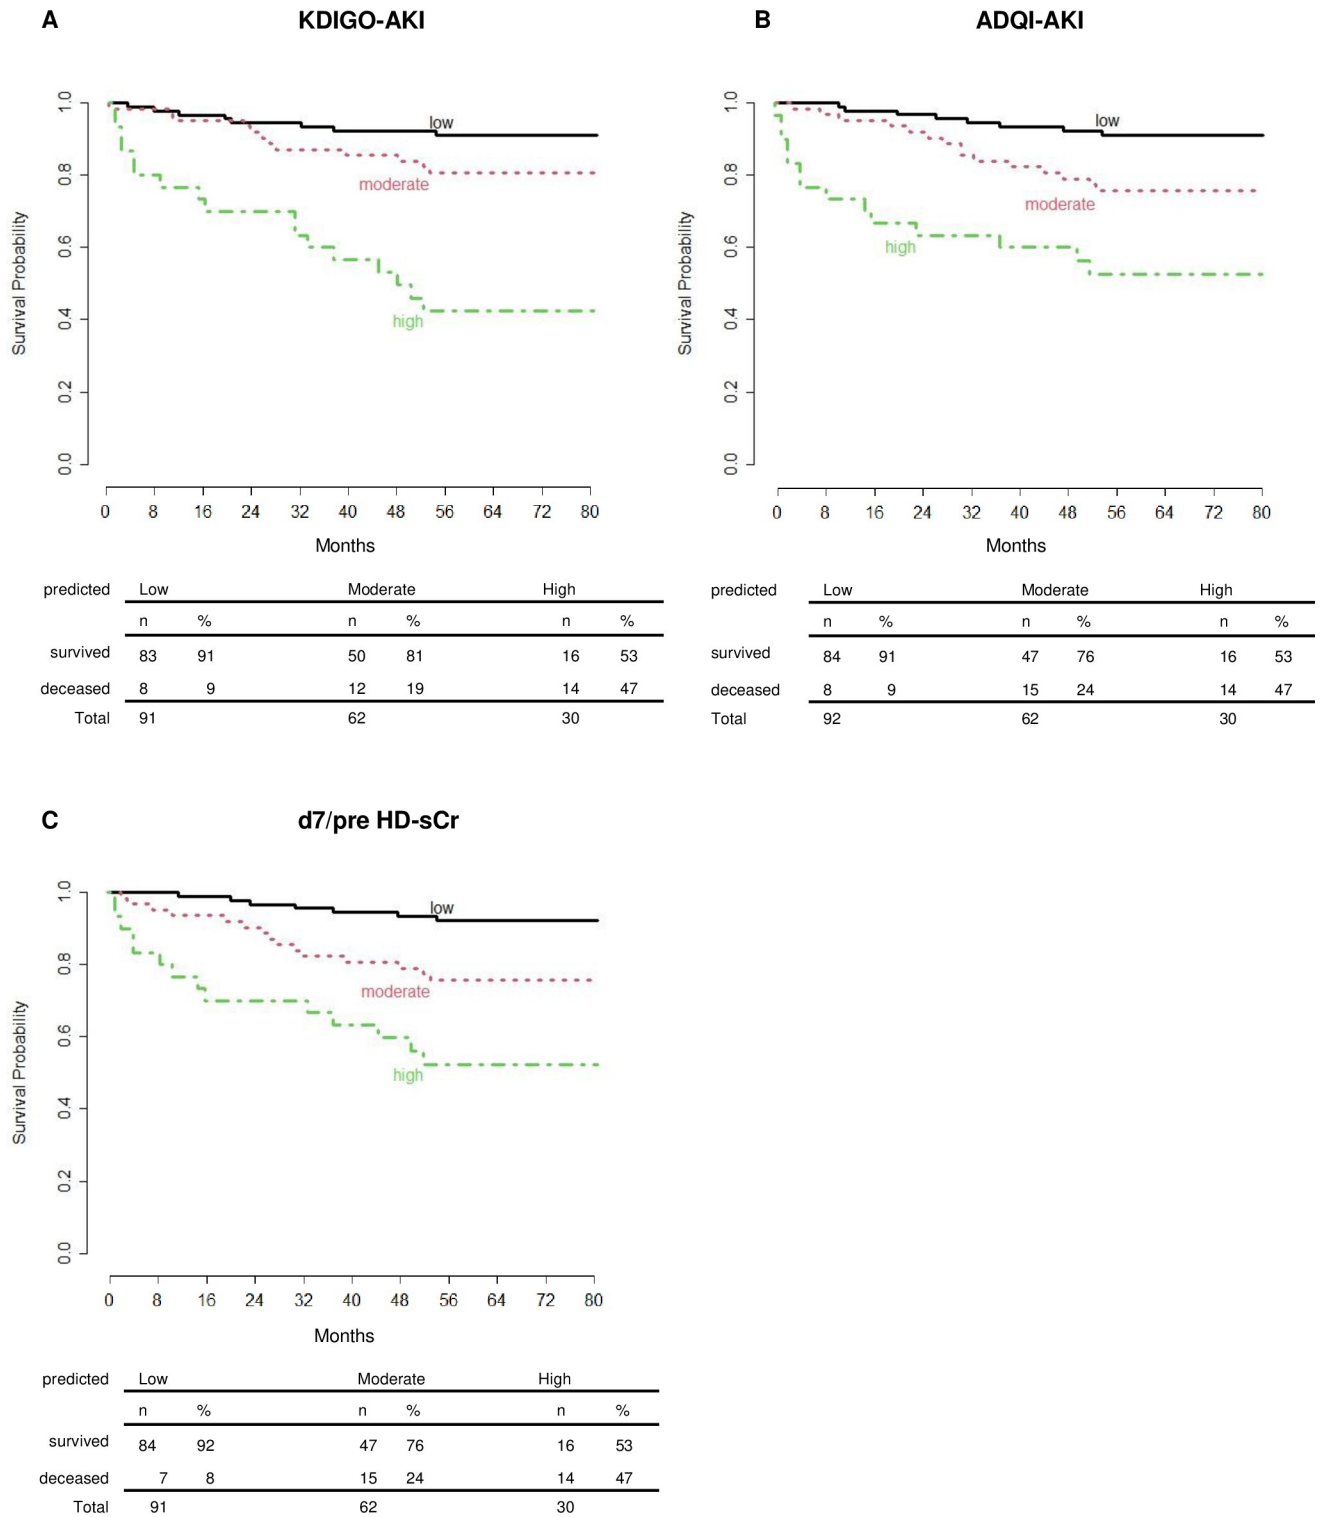 A
KDIGO-AKI
Survival Probability
1.0
0.8
0.6
0.4
0.2
0.0
low
moderate
high
0 8 16 24 32 40 48 56 64 72 80
Months
predicted Low Moderate High
n % n % n %
survived 83 91 50 81 16 53
deceased 8 9 12 19 14 47
Total 91 62 30
B
ADQI-AKI
Survival Probability
1.0
0.8
0.6
0.4
0.2
0.0
low
moderate
high
0 8 16 24 32 40 48 56 64 72 80
Months
predicted Low Moderate High
n % n % n %
survived 84 91 47 76 16 53
deceased 8 9 15 24 14 47
Total 92 62 30
C
d7/pre HD-sCr
Survival Probability
1.0
0.8
0.6
0.4
0.2
0.0
low
moderate
high
0 8 16 24 32 40 48 56 64 72 80
Months
predicted Low Moderate High
n % n % n %
survived 84 92 47 76 16 53
deceased 7 8 15 24 14 47
Total 91 62 30